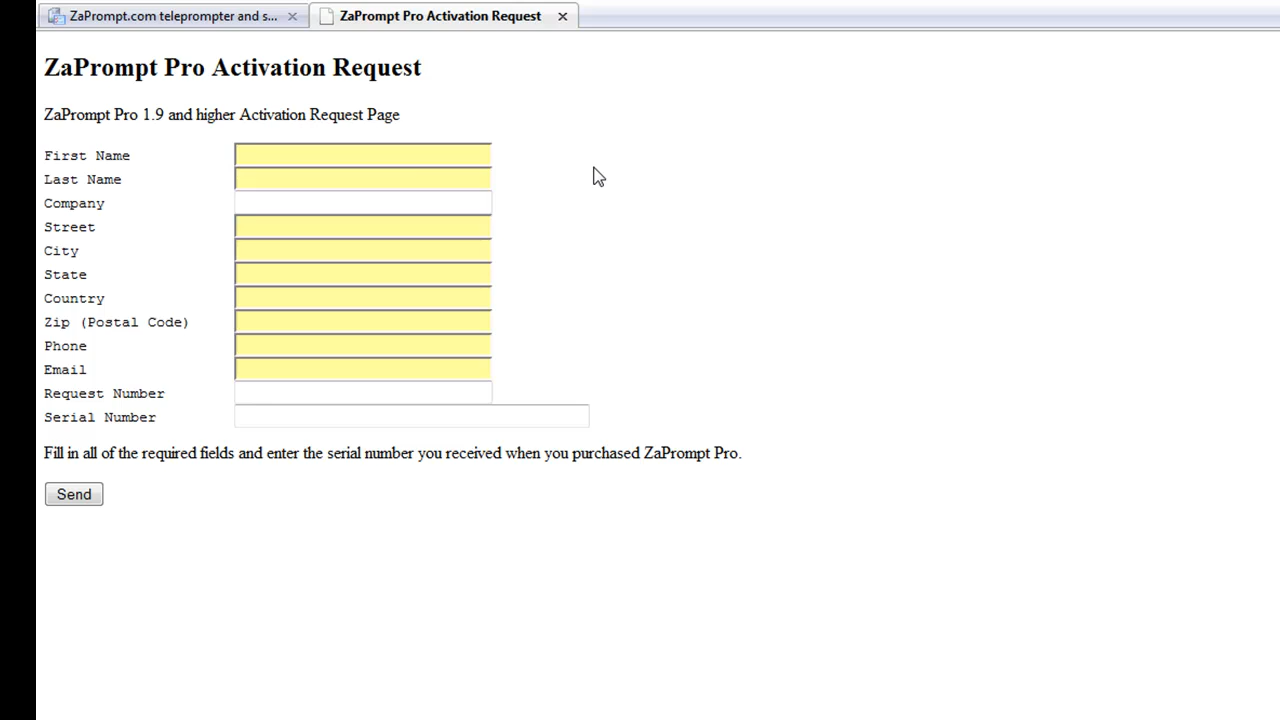 ZaPrompt.com teleprompter and s... ZaPrompt Pro Activation Request
ZaPrompt Pro Activation Request
ZaPrompt Pro 1.9 and higher Activation Request Page
First Name
Last Name
Company
Street
City
State
Country
Zip (Postal Code)
Phone
Email
Request Number
Serial Number
Fill in all of the required fields and enter the serial number you received when you purchased ZaPrompt Pro.
Send